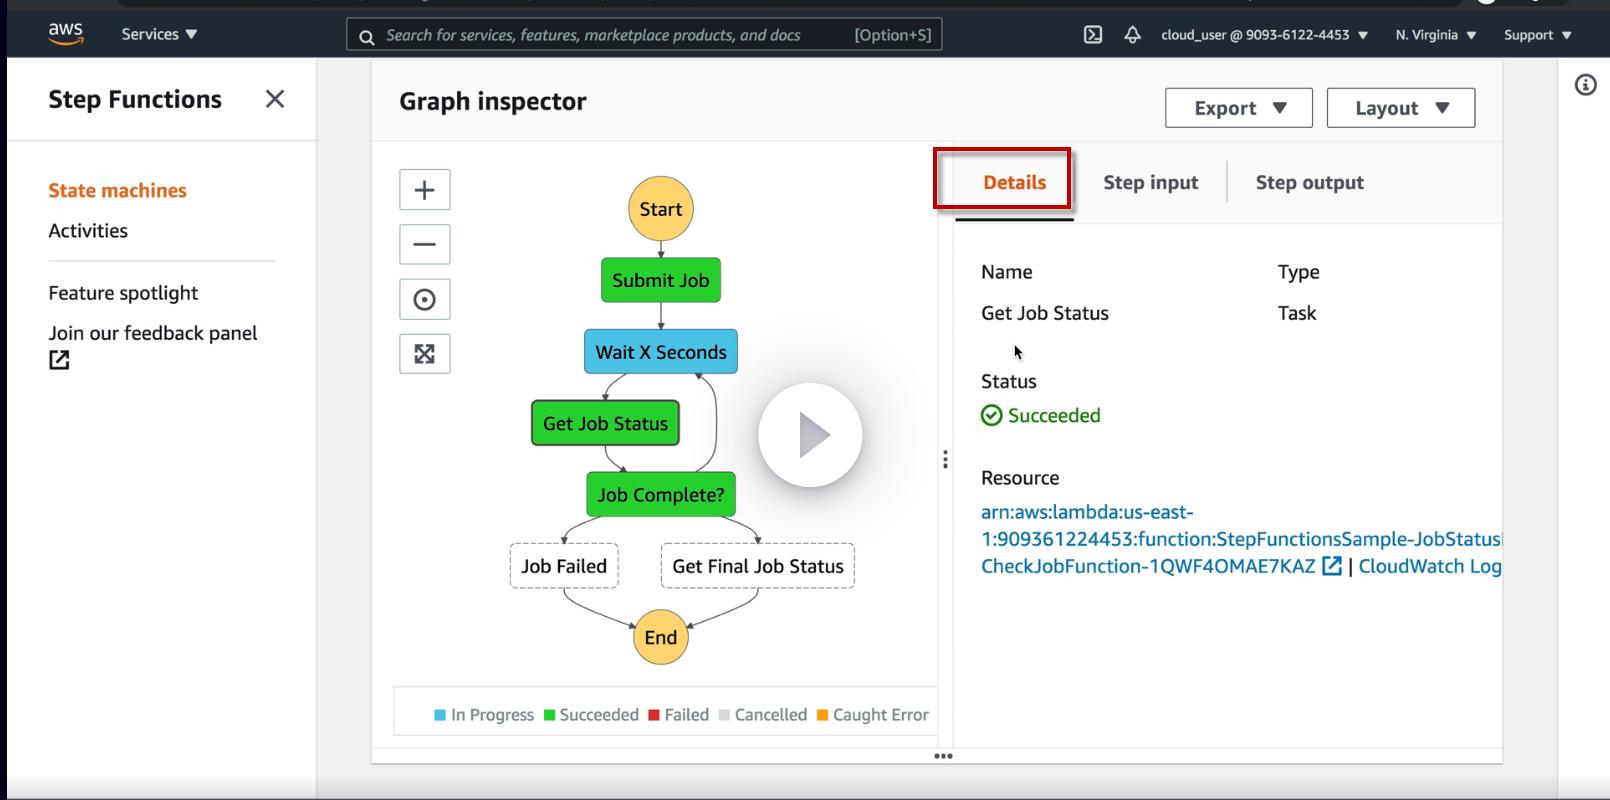 aws
Services
Search for services, features, marketplace products, and docs
[Option+S]
cloud_user @ 9093-6122-4453
N. Virginia
Support
Step Functions
State machines
Activities
Feature spotlight
Join our feedback panel
Graph inspector
Export
Layout
Start
Submit Job
Wait X Seconds
Get Job Status
Job Complete?
Job Failed
Get Final Job Status
End
In Progress
Succeeded
Failed
Cancelled
Caught Error
Details
Step input
Step output
Name
Type
Get Job Status
Task
Status
Succeeded
Resource
arn:aws:lambda:us-east-
1:909361224453:function:StepFunctionsSample-JobStatus
CheckJobFunction-1QWF4OMAE7KAZ | CloudWatch Log